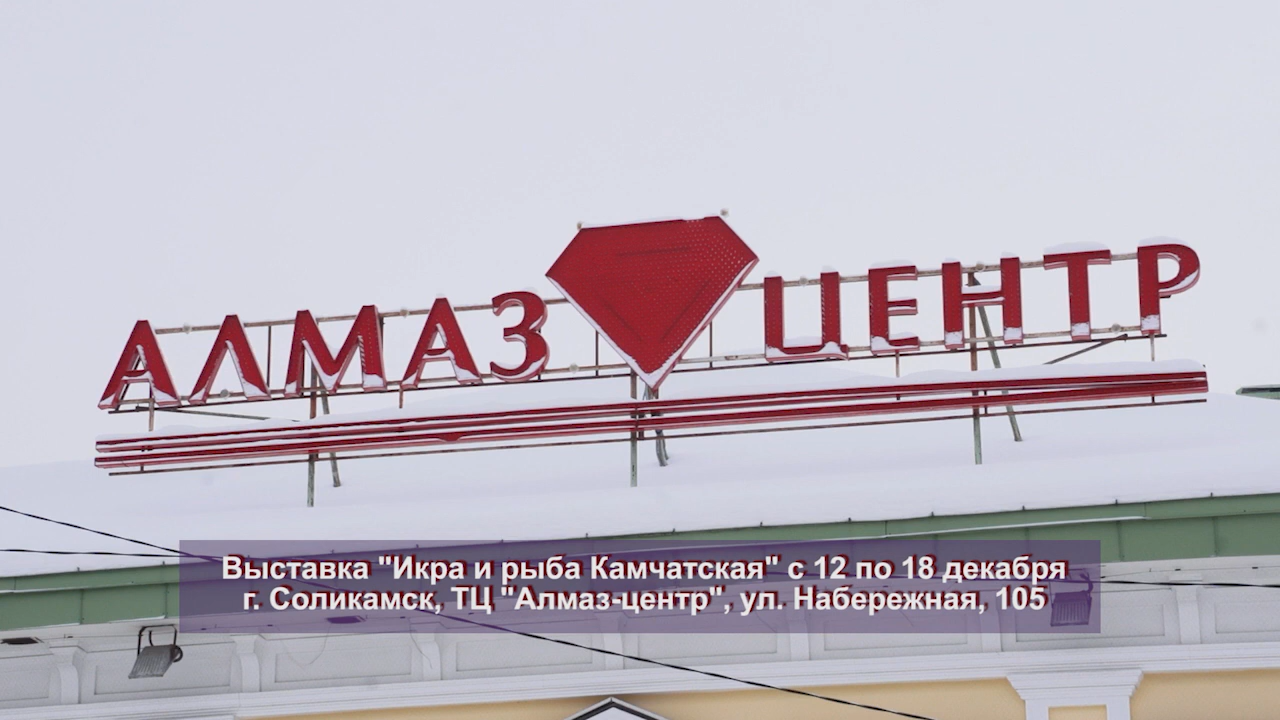 АЛМАЗ ЦЕНТР
Выставка "Икра и рыба Камчатская" с 12 по 18 декабря
г. Соликамск, ТЦ "Алмаз-центр", ул. Набережная, 105